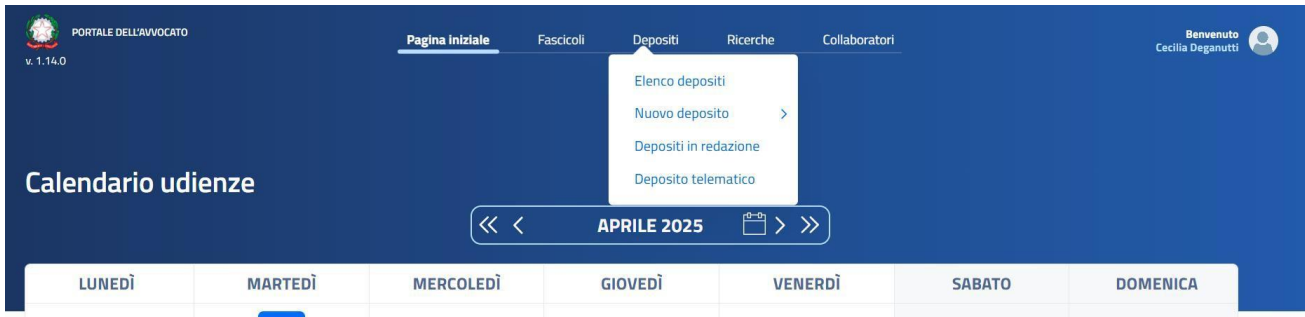 PORTALE DELL'AVVOCATO
v. 1.14.0
Pagina iniziale Fascicoli Depositi Ricerche Collaboratori
Benvenuto
Cecilia Deganutti
Elenco depositi
Nuovo deposito
Depositi in redazione
Deposito telematico
Calendario udienze
APRILE 2025
LUNEDÌ MARTEDÌ MERCOLEDÌ GIOVEDÌ VENERDÌ SABATO DOMENICA